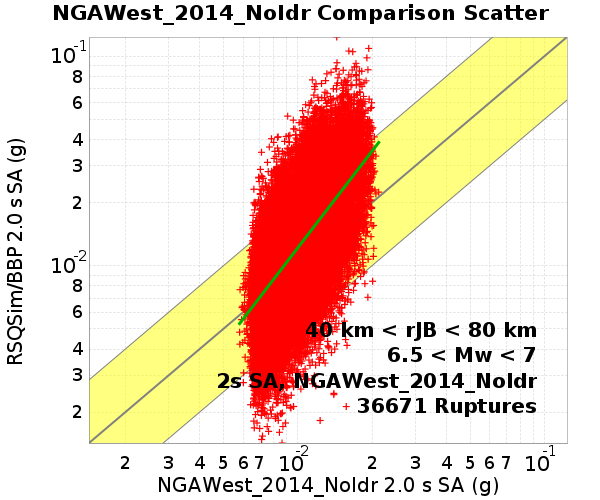 NGAWest_2014_NoIdr Comparison Scatter
10-1
8
6
4
3
2
10-2
8
6
4
3
2
RSQSim/BBP 2.0 s SA (g)
40 km < rJB < 80 km
6.5 < Mw < 7
2s SA, NGAWest_2014_NoIdr
36671 Ruptures
2 3 4 5 6 7 10-2 2 3 4 5 6 7 10-1
NGAWest_2014_NoIdr 2.0 s SA (g)